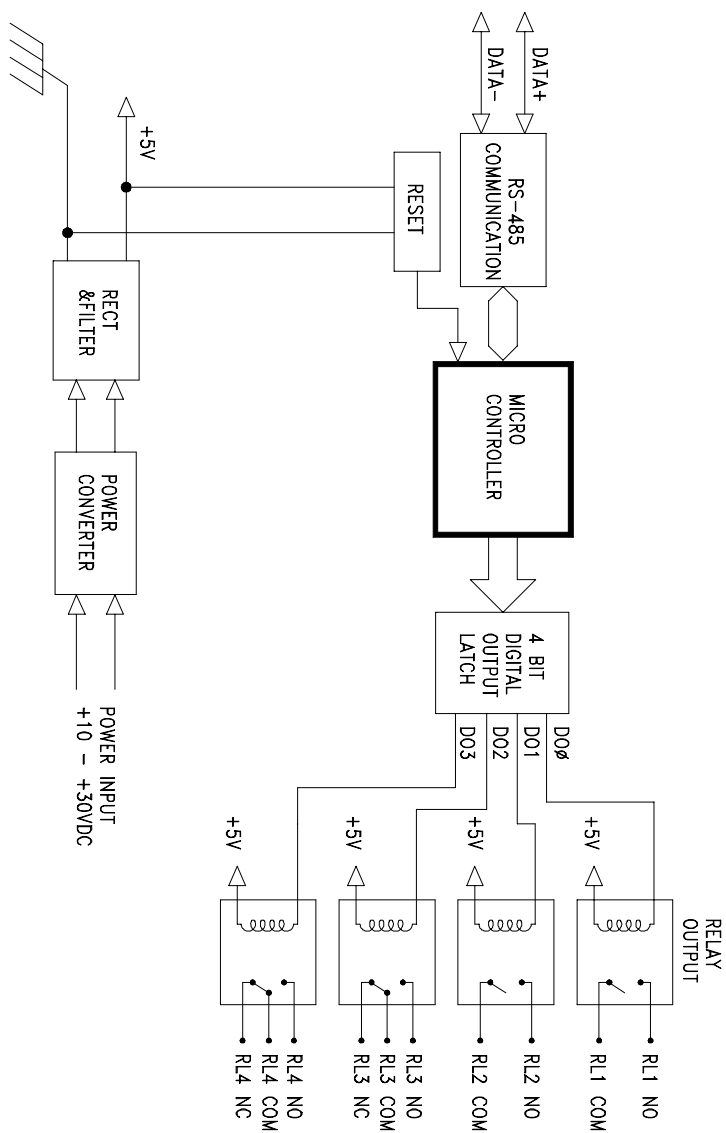 RELAY
OUTPUT
DATA+
DATA-
RS-485
COMMUNICATION
MICRO
CONTROLLER
4 BIT
DIGITAL
OUTPUT
LATCH
DOØ
DO1
DO2
DO3
+5V
+5V
+5V
+5V
RL1 NO
RL1 COM
RL2 NO
RL2 COM
RL3 NO
RL3 COM
RL3 NC
RL4 NO
RL4 COM
RL4 NC
RESET
+5V
RECT
&FILTER
POWER
CONVERTER
POWER INPUT
+10 - +30VDC